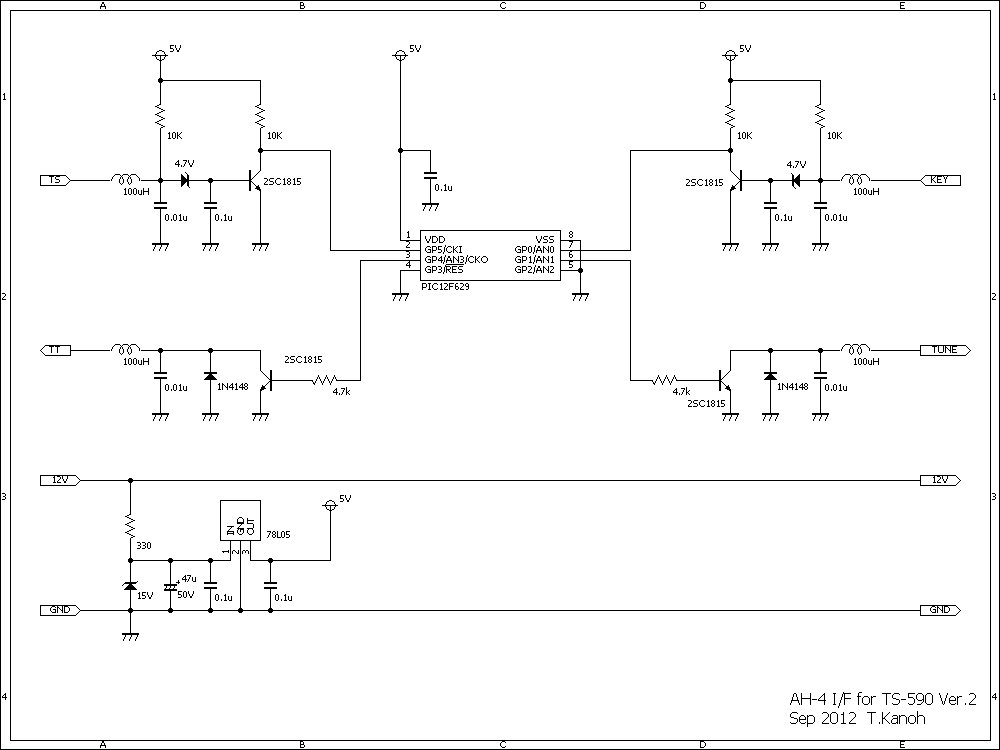 A B C D E
5V 5V 5V
1 1
10K 10K 10K 10K
TS 100uH 4.7V 2SC1815 2SC1815 4.7V 100uH KEY
0.01u 0.1u 0.1u 0.1u 0.01u
1 VDD VSS 8
2 GP5/CKI GP0/AN0 7
3 GP4/AN3/CKO GP1/AN1 6
4 GP3/RES GP2/AN2 5
PIC12F629
2 2
TT 100uH 2SC1815 100uH TUNE
0.01u 1N4148 4.7k 4.7k 2SC1815 1N4148 0.01u
12V 12V
3 3
5V
330 IN GND OUT 78L05
1 2 3
15V + 47u 50V 0.1u 0.1u
GND GND
4 4
AH-4 I/F for TS-590 Ver.2
Sep 2012 T.Kanoh
A B C D E